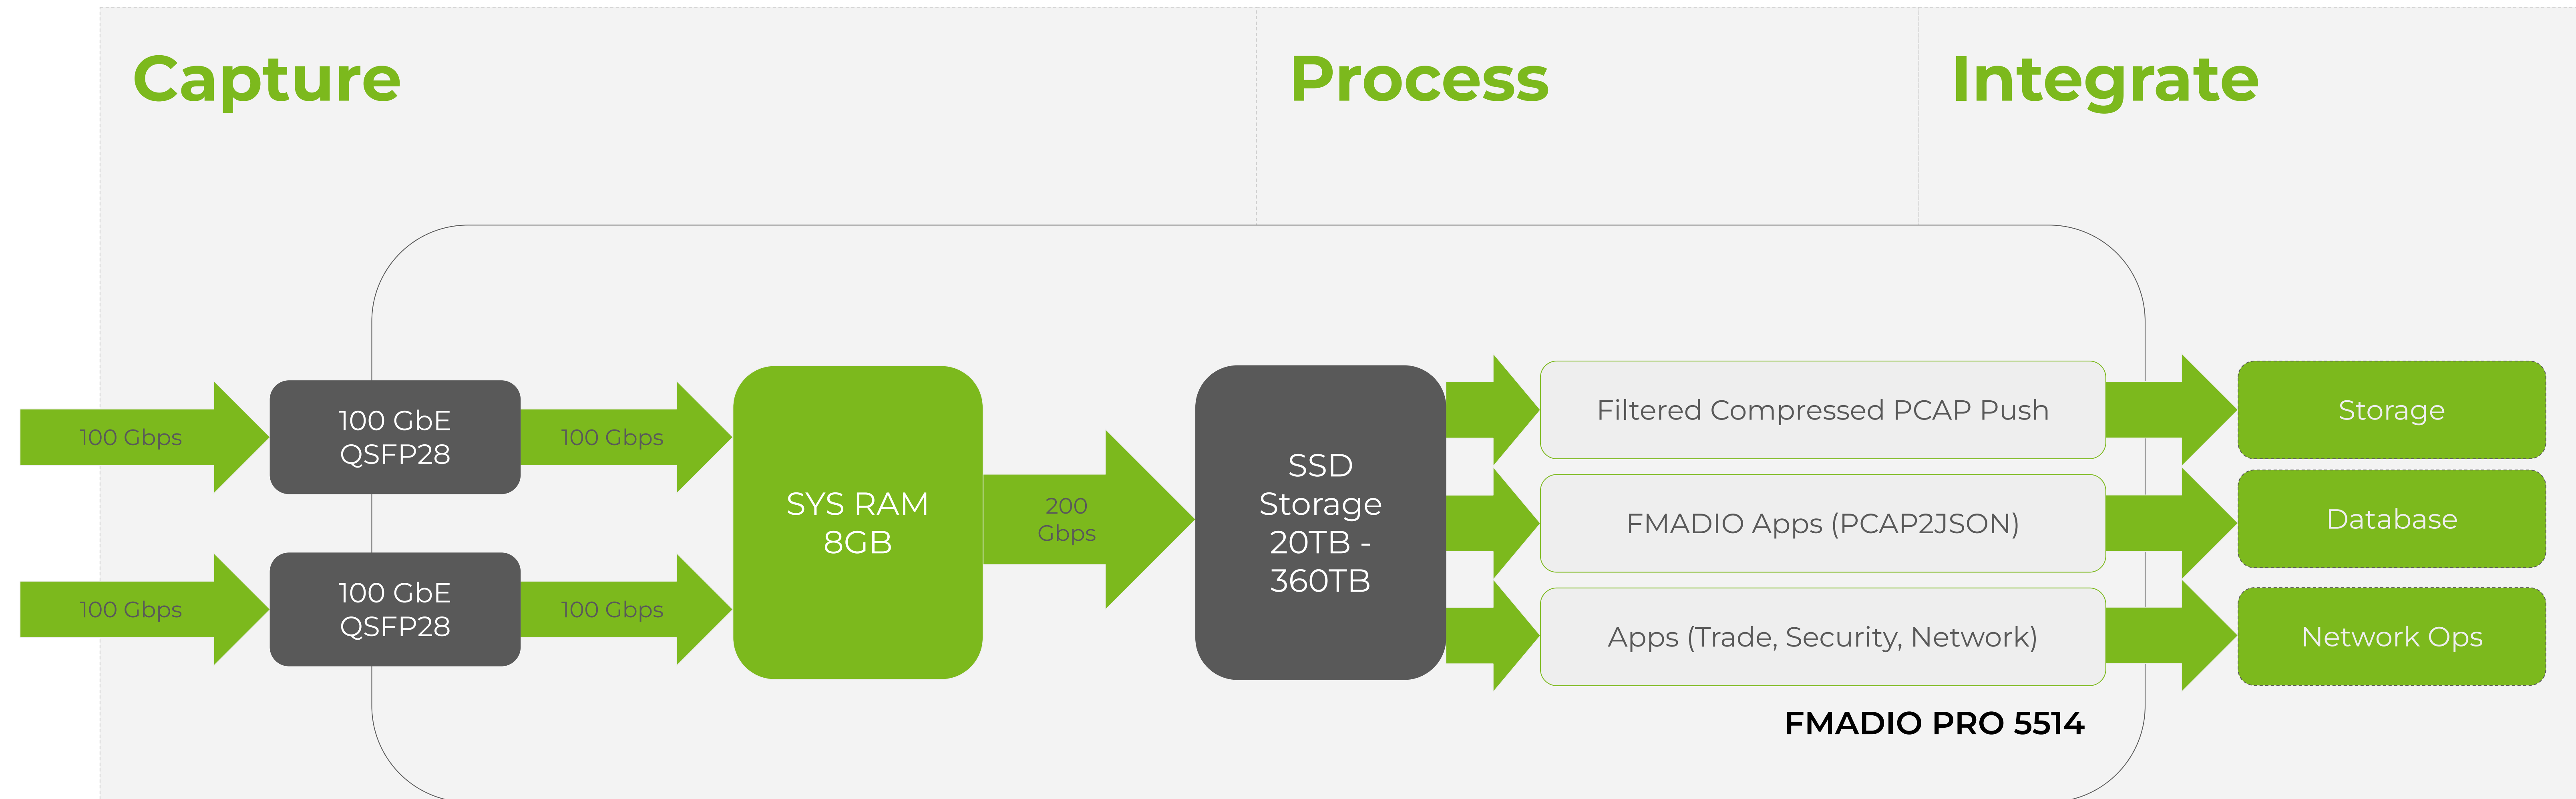 Capture
Process
Integrate
100 Gbps
100 GbE
QSFP28
100 Gbps
100 Gbps
100 GbE
QSFP28
100 Gbps
SYS RAM
8GB
200
Gbps
SSD
Storage
20TB -
360TB
Filtered Compressed PCAP Push
Storage
FMADIO Apps (PCAP2JSON)
Database
Apps (Trade, Security, Network)
Network Ops
FMADIO PRO 5514